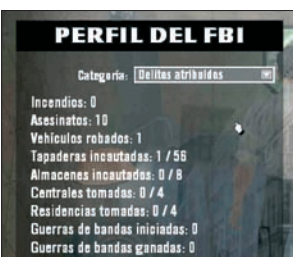 PERFIL DEL FBI
Categoría: Delitos atribuidos
Incendios: 0
Asesinatos: 10
Vehículos robados: 1
Tapaderas incautadas: 1 / 56
Almacenes incautados: 0 / 8
Centrales tomadas: 0 / 4
Residencias tomadas: 0 / 4
Guerras de bandas iniciadas: 0
Guerras de bandas ganadas: 0